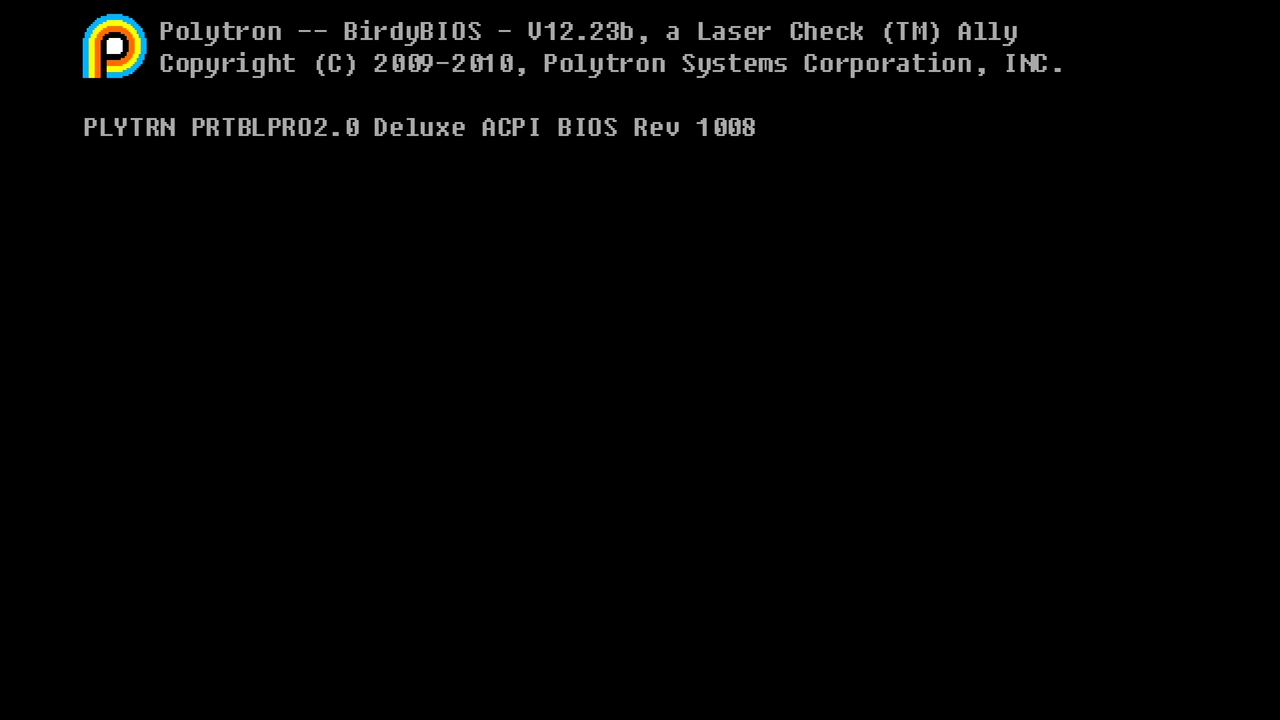 Polytron -- BirdyBIOS - V12.23b, a Laser Check (TM) Ally
Copyright (C) 2009-2010, Polytron Systems Corporation, INC.
PLYTRN PRTBLPRO2.0 Deluxe ACPI BIOS Rev 1008